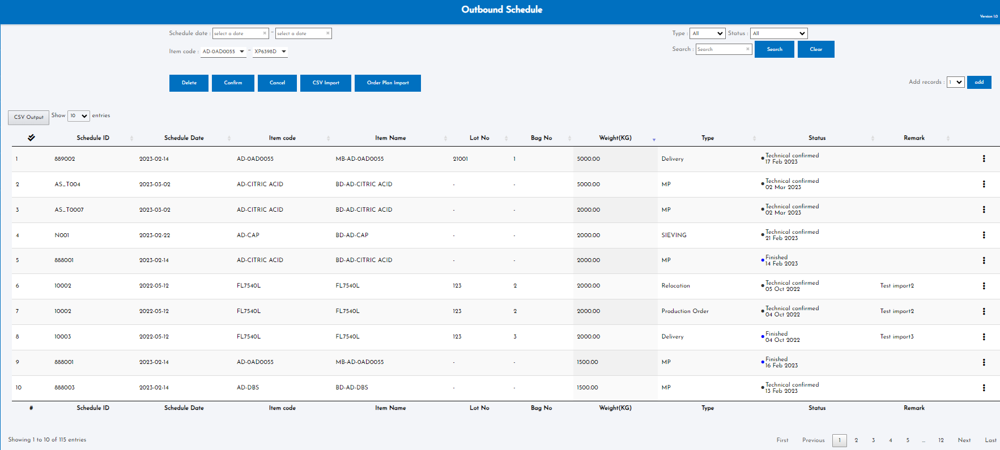 Outbound Schedule
Version 1.0
Schedule date : select a date × ~ select a date × Type : All Status : All
Item code : AD-0AD0055 ~ XP6398D Search : Search × Search Clear
Delete Confirm Cancel CSV Import Order Plan Import Add records : 1 add
CSV Output Show 10 entries
Schedule ID Schedule Date Item code Item Name Lot No Bag No Weight(KG) Type Status Remark
1 889002 2023-02-14 AD-0AD0055 MB-AD-0AD0055 21001 1 5000.00 Delivery Technical confirmed
17 Feb 2023
2 AS_T004 2023-03-02 AD-CITRIC ACID BD-AD-CITRIC ACID - - 5000.00 MP Technical confirmed
02 Mar 2023
3 AS_T0007 2023-03-02 AD-CITRIC ACID BD-AD-CITRIC ACID - - 2000.00 MP Technical confirmed
02 Mar 2023
4 N001 2023-02-22 AD-CAP BD-AD-CAP - - 2000.00 SIEVING Technical confirmed
21 Feb 2023
5 888001 2023-02-14 AD-CITRIC ACID BD-AD-CITRIC ACID - - 2000.00 MP Finished
14 Feb 2023
6 10002 2022-05-12 FL7540L FL7540L 123 2 2000.00 Relocation Technical confirmed Test import2
05 Oct 2022
7 10002 2022-05-12 FL7540L FL7540L 123 2 2000.00 Production Order Technical confirmed Test import2
04 Oct 2022
8 10003 2022-05-12 FL7540L FL7540L 123 3 2000.00 Delivery Finished Test import3
04 Oct 2022
9 888001 2023-02-14 AD-0AD0055 MB-AD-0AD0055 - - 1500.00 MP Finished
16 Feb 2023
10 888003 2023-02-14 AD-DBS BD-AD-DBS - - 1500.00 MP Technical confirmed
13 Feb 2023
# Schedule ID Schedule Date Item code Item Name Lot No Bag No Weight(KG) Type Status Remark
Showing 1 to 10 of 115 entries First Previous 1 2 3 4 5 … 12 Next Last